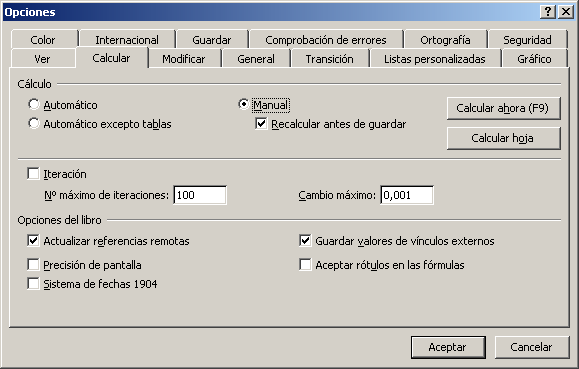 Opciones
Color Internacional Guardar Comprobación de errores Ortografía Seguridad
Ver Calcular Modificar General Transición Listas personalizadas Gráfico
Cálculo
Automático Manual Calcular ahora (F9)
Automático excepto tablas Recalcular antes de guardar
Calcular hoja
Iteración
Nº máximo de iteraciones: 100 Cambio máximo: 0,001
Opciones del libro
Actualizar referencias remotas Guardar valores de vínculos externos
Precisión de pantalla Aceptar rótulos en las fórmulas
Sistema de fechas 1904
Aceptar Cancelar